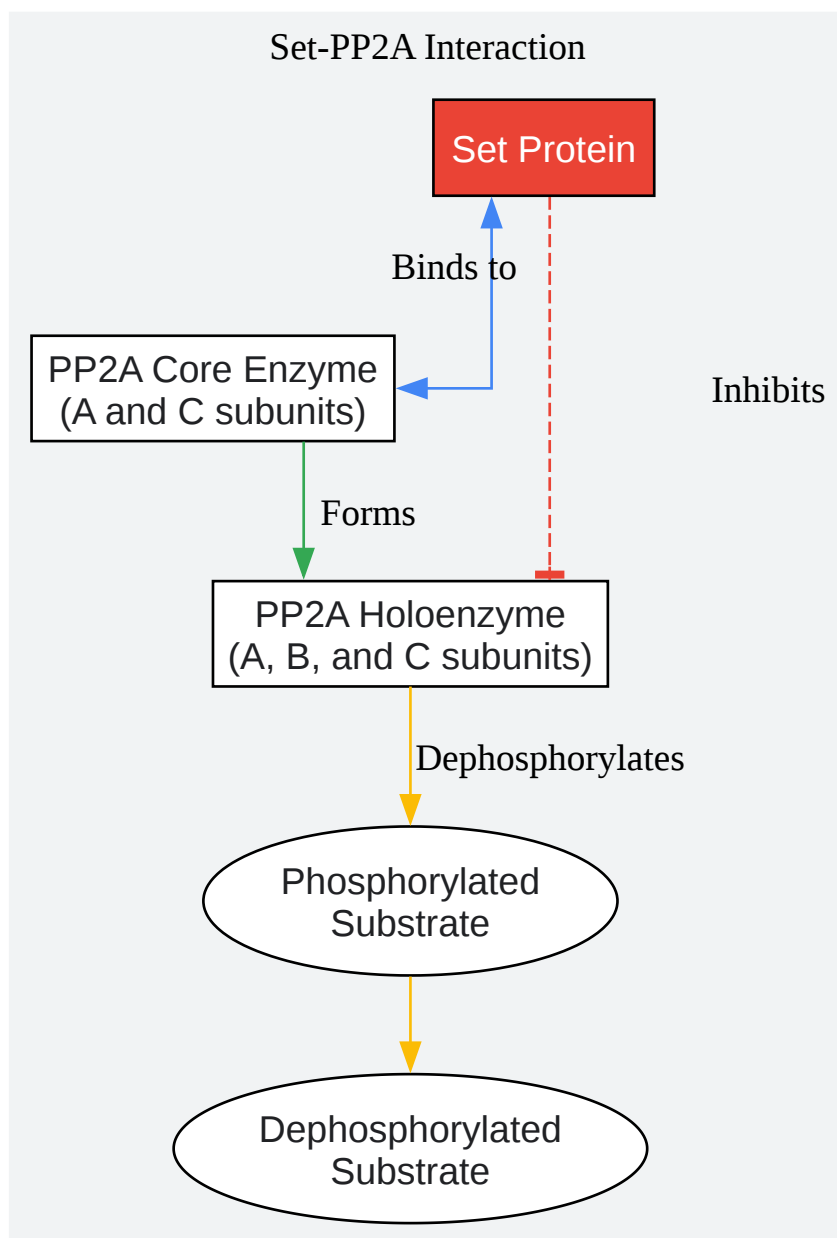 Set-PP2A Interaction
Set Protein
Binds to
PP2A Core Enzyme
(A and C subunits)
Inhibits
Forms
PP2A Holoenzyme
(A, B, and C subunits)
Dephosphorylates
Phosphorylated
Substrate
Dephosphorylated
Substrate